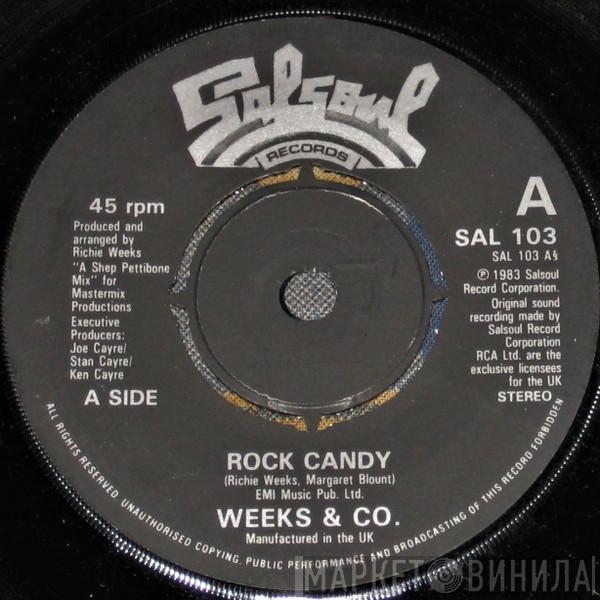 Salsoul
RECORDS
45 rpm
Produced and
arranged by
Richie Weeks
"A Shep Pettibone
Mix" for
Mastermix
Productions
Executive
Producers:
Joe Cayre/
Stan Cayre/
Ken Cayre
A SIDE
A
SAL 103
SAL 103 A§
℗ 1983 Salsoul
Record Corporation.
Original sound
recording made by
Salsoul Record
Corporation
RCA Ltd. are the
exclusive licensees
for the UK
STEREO
ROCK CANDY
(Richie Weeks, Margaret Blount)
EMI Music Pub. Ltd.
WEEKS & CO.
Manufactured in the UK
ALL RIGHTS RESERVED. UNAUTHORISED COPYING, PUBLIC PERFORMANCE AND BROADCASTING OF THIS RECORD FORBIDDEN
МАРКЕТ ВИНИЛА